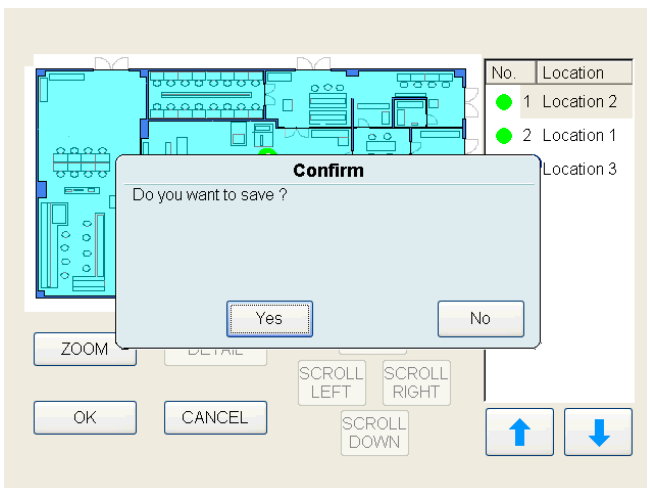 No. Location
1 Location 2
2 Location 1
Location 3
Confirm
Do you want to save ?
Yes No
ZOOM -
DETAIL
SCROLL
LEFT
SCROLL
RIGHT
OK
CANCEL
SCROLL
DOWN